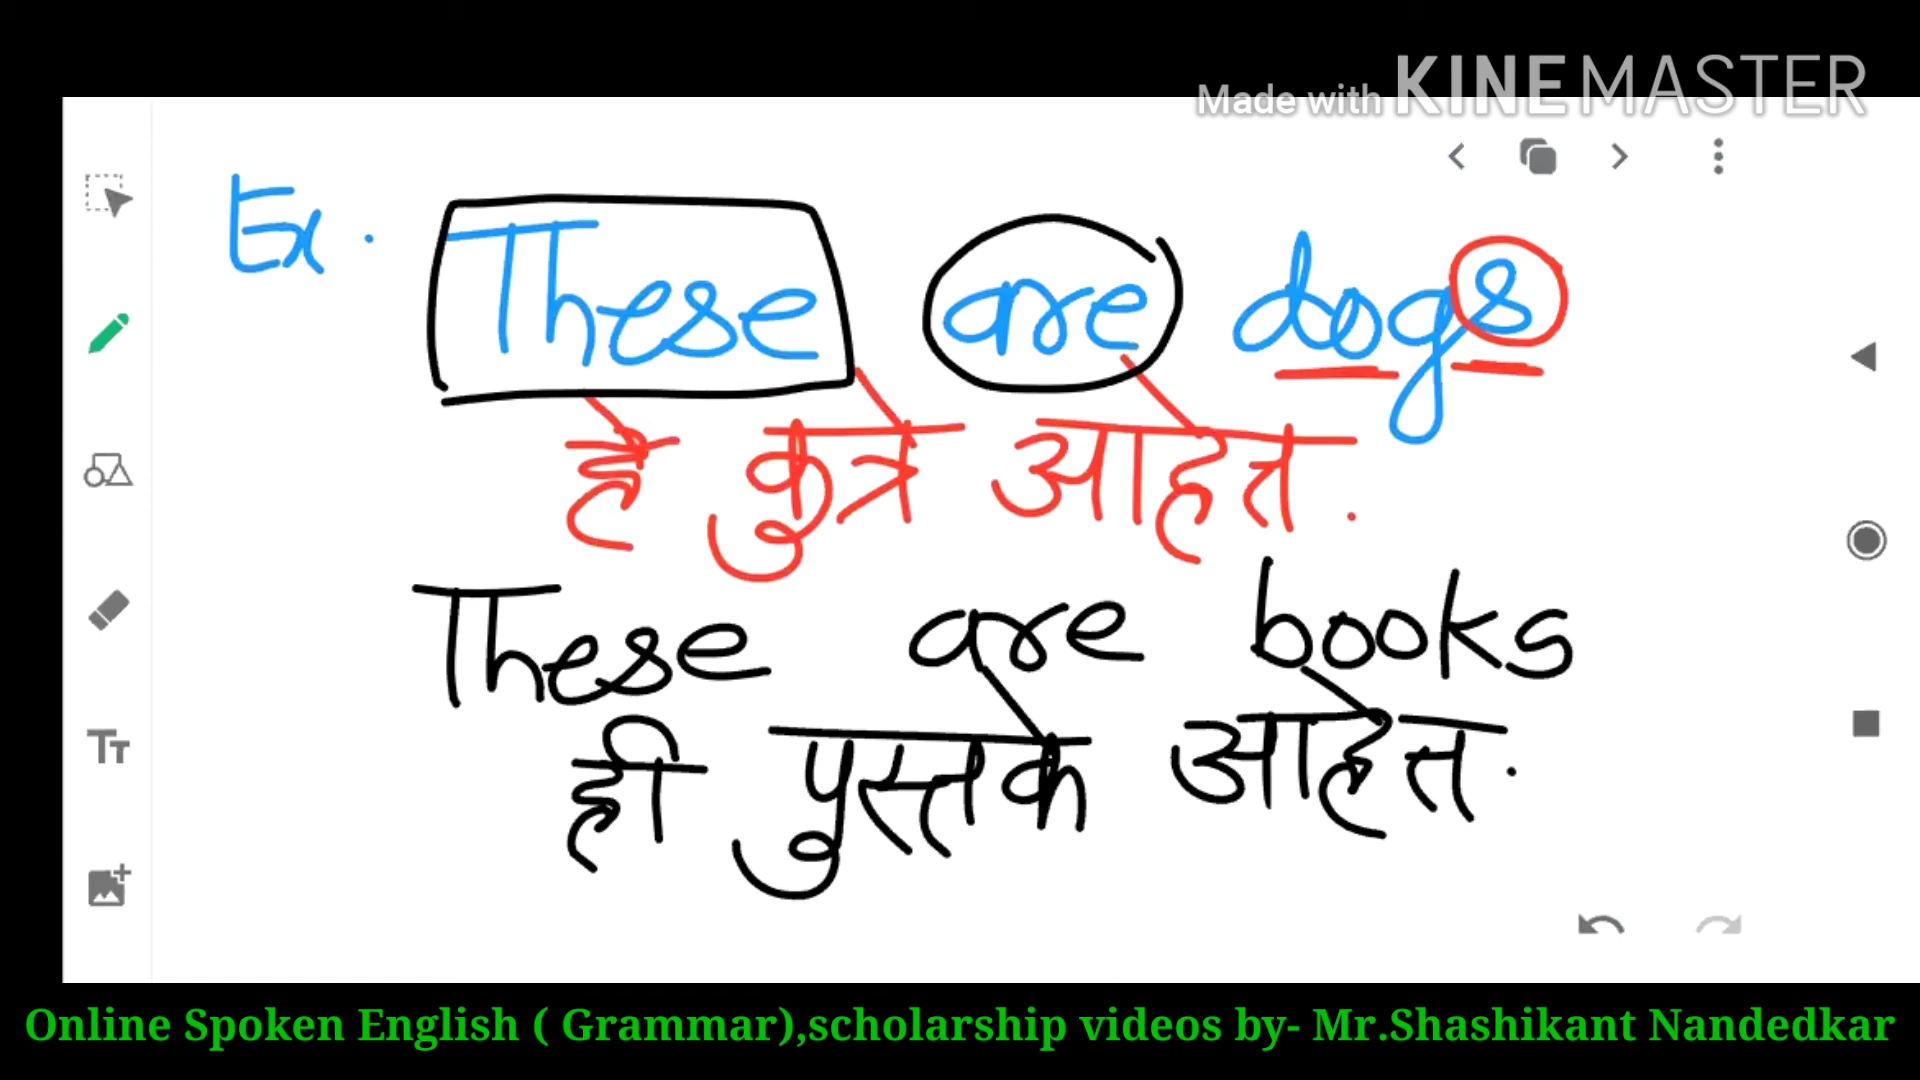 Made with KINEMASTER
Ex. These are dogs
हे कुत्रे आहेत.
These are books
ही पुस्तके आहेत.
Tт
Online Spoken English ( Grammar),scholarship videos by- Mr.Shashikant Nandedkar